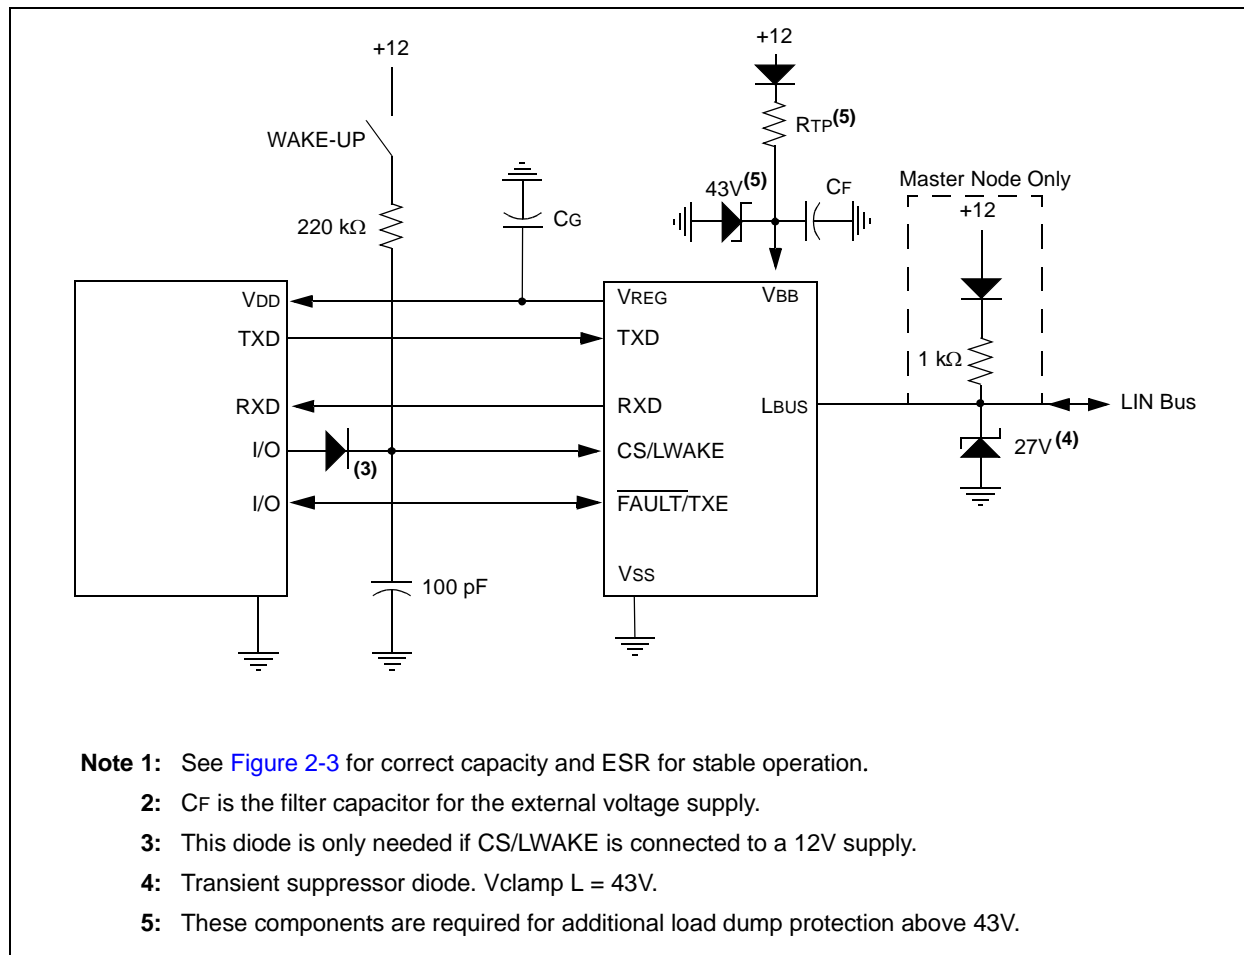 +12
+12
WAKE-UP
RTP(5)
43V(5)
CF
Master Node Only
+12
CG
220 kΩ
VDD
VREG
VBB
TXD
TXD
1 kΩ
RXD
RXD
LBUS
LIN Bus
I/O
(3)
CS/LWAKE
27V(4)
I/O
FAULT/TXE
VSS
100 pF
Note 1: See Figure 2-3 for correct capacity and ESR for stable operation.
2: CF is the filter capacitor for the external voltage supply.
3: This diode is only needed if CS/LWAKE is connected to a 12V supply.
4: Transient suppressor diode. Vclamp L = 43V.
5: These components are required for additional load dump protection above 43V.